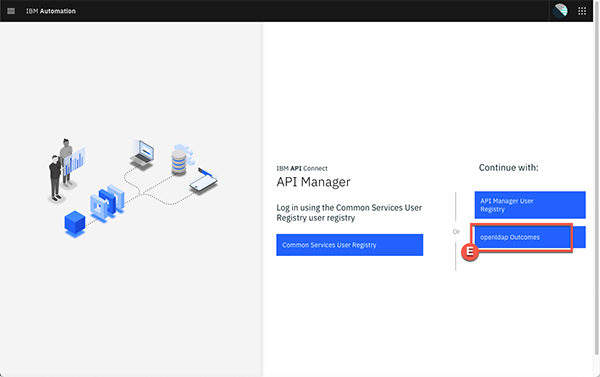 IBM Automation
IBM API Connect
API Manager
Log in using the Common Services User
Registry user registry
Common Services User Registry
Or
Continue with:
API Manager User
Registry
openldap Outcomes
E